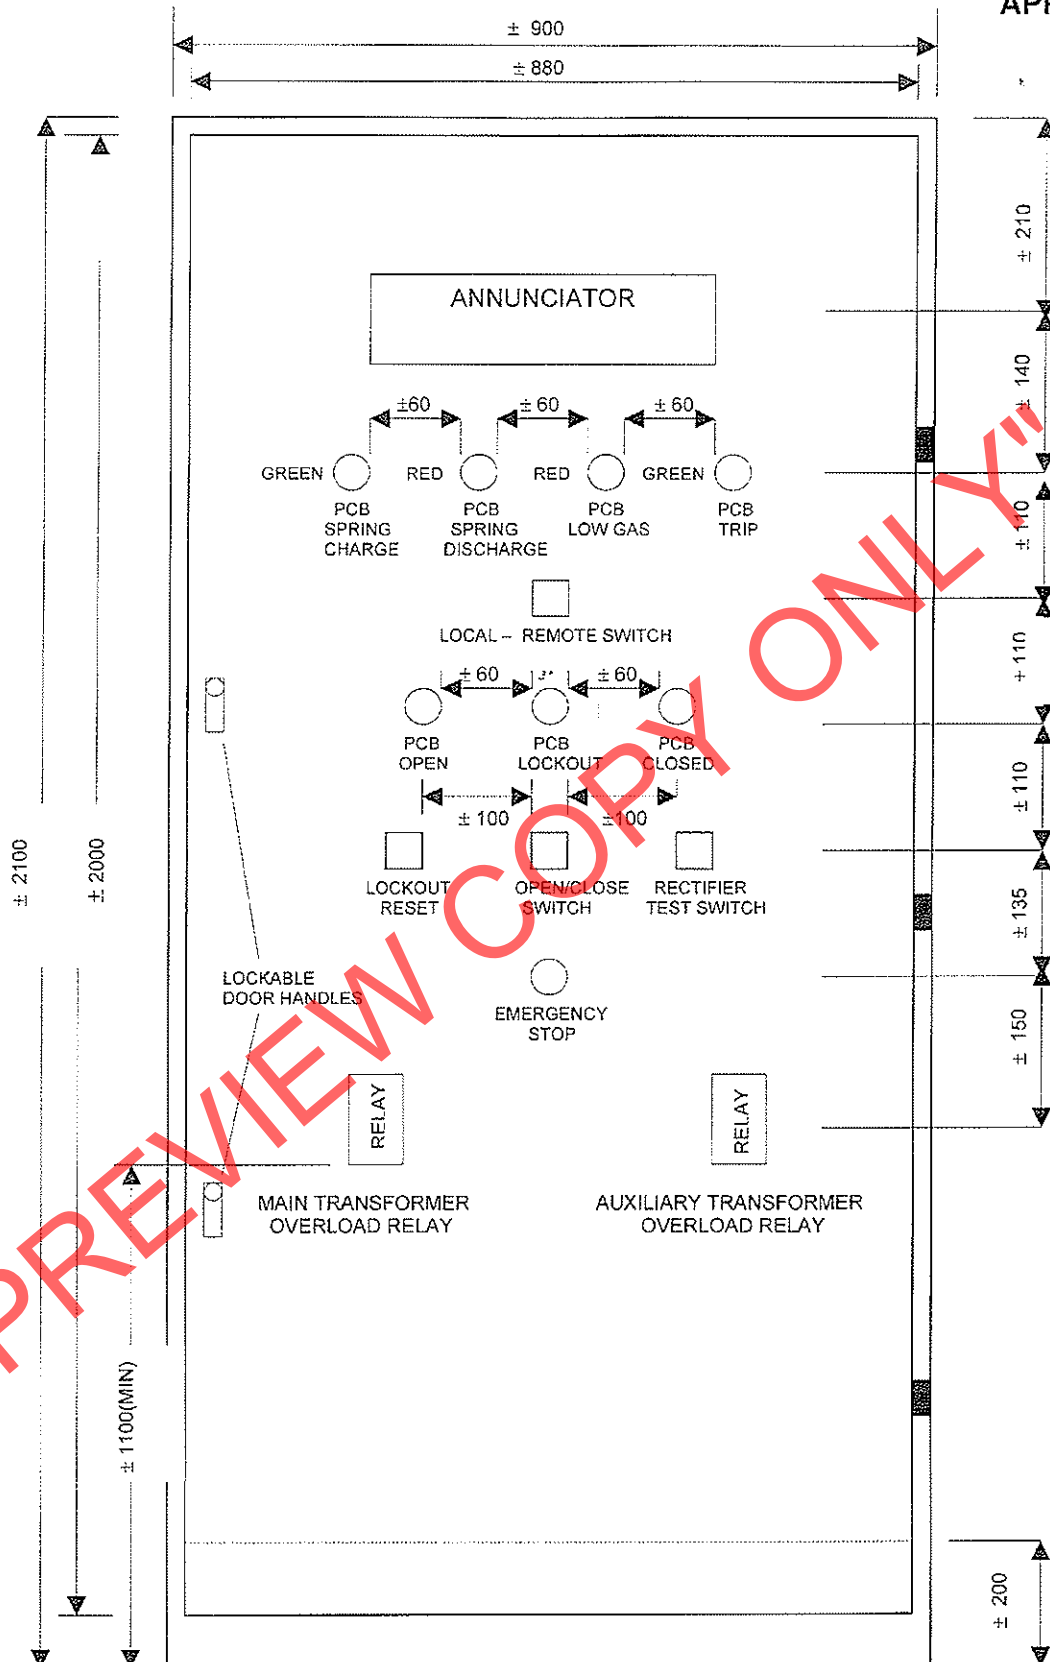 ± 900
±880
ANNUNCIATOR
±60
± 60
± 60
GREEN
RED
RED
GREEN
PCB
SPRING
CHARGE
PCB
SPRING
DISCHARGE
PCB
LOW GAS
PCB
TRIP
LOCAL – REMOTE SWITCH
± 60
± 60
PCB
OPEN
PCB
LOCKOUT
PCB
CLOSED
± 100
±100
LOCKOUT
RESET
OPEN/CLOSE
SWITCH
RECTIFIER
TEST SWITCH
LOCKABLE
DOOR HANDLES
EMERGENCY
STOP
RELAY
RELAY
MAIN TRANSFORMER
OVERLOAD RELAY
AUXILIARY TRANSFORMER
OVERLOAD RELAY
± 2100
± 2000
± 1100(MIN)
± 210
± 140
± 110
+ 110
± 110
± 135
± 150
± 200
PREVIEW COPY ONLY"